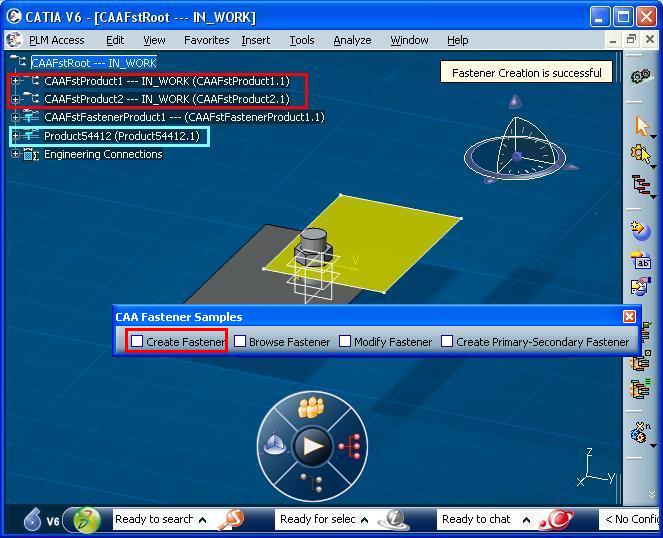 CATIA V6 - [CAAFstRoot --- IN_WORK]
PLM Access Edit View Favorites Insert Tools Analyze Window Help
CAAFstRoot --- IN_WORK
CAAFstProduct1 --- IN_WORK (CAAFstProduct1.1)
CAAFstProduct2 --- IN_WORK (CAAFstProduct2.1)
CAAFstFastenerProduct1 --- (CAAFstFastenerProduct1.1)
Product54412 (Product54412.1)
Engineering Connections
Fastener Creation is successful
V
ab
CAA Fastener Samples
Create Fastener Browse Fastener Modify Fastener Create Primary-Secondary Fastener
z
x y
V6 Ready to search Ready for selec Ready to chat < No Config